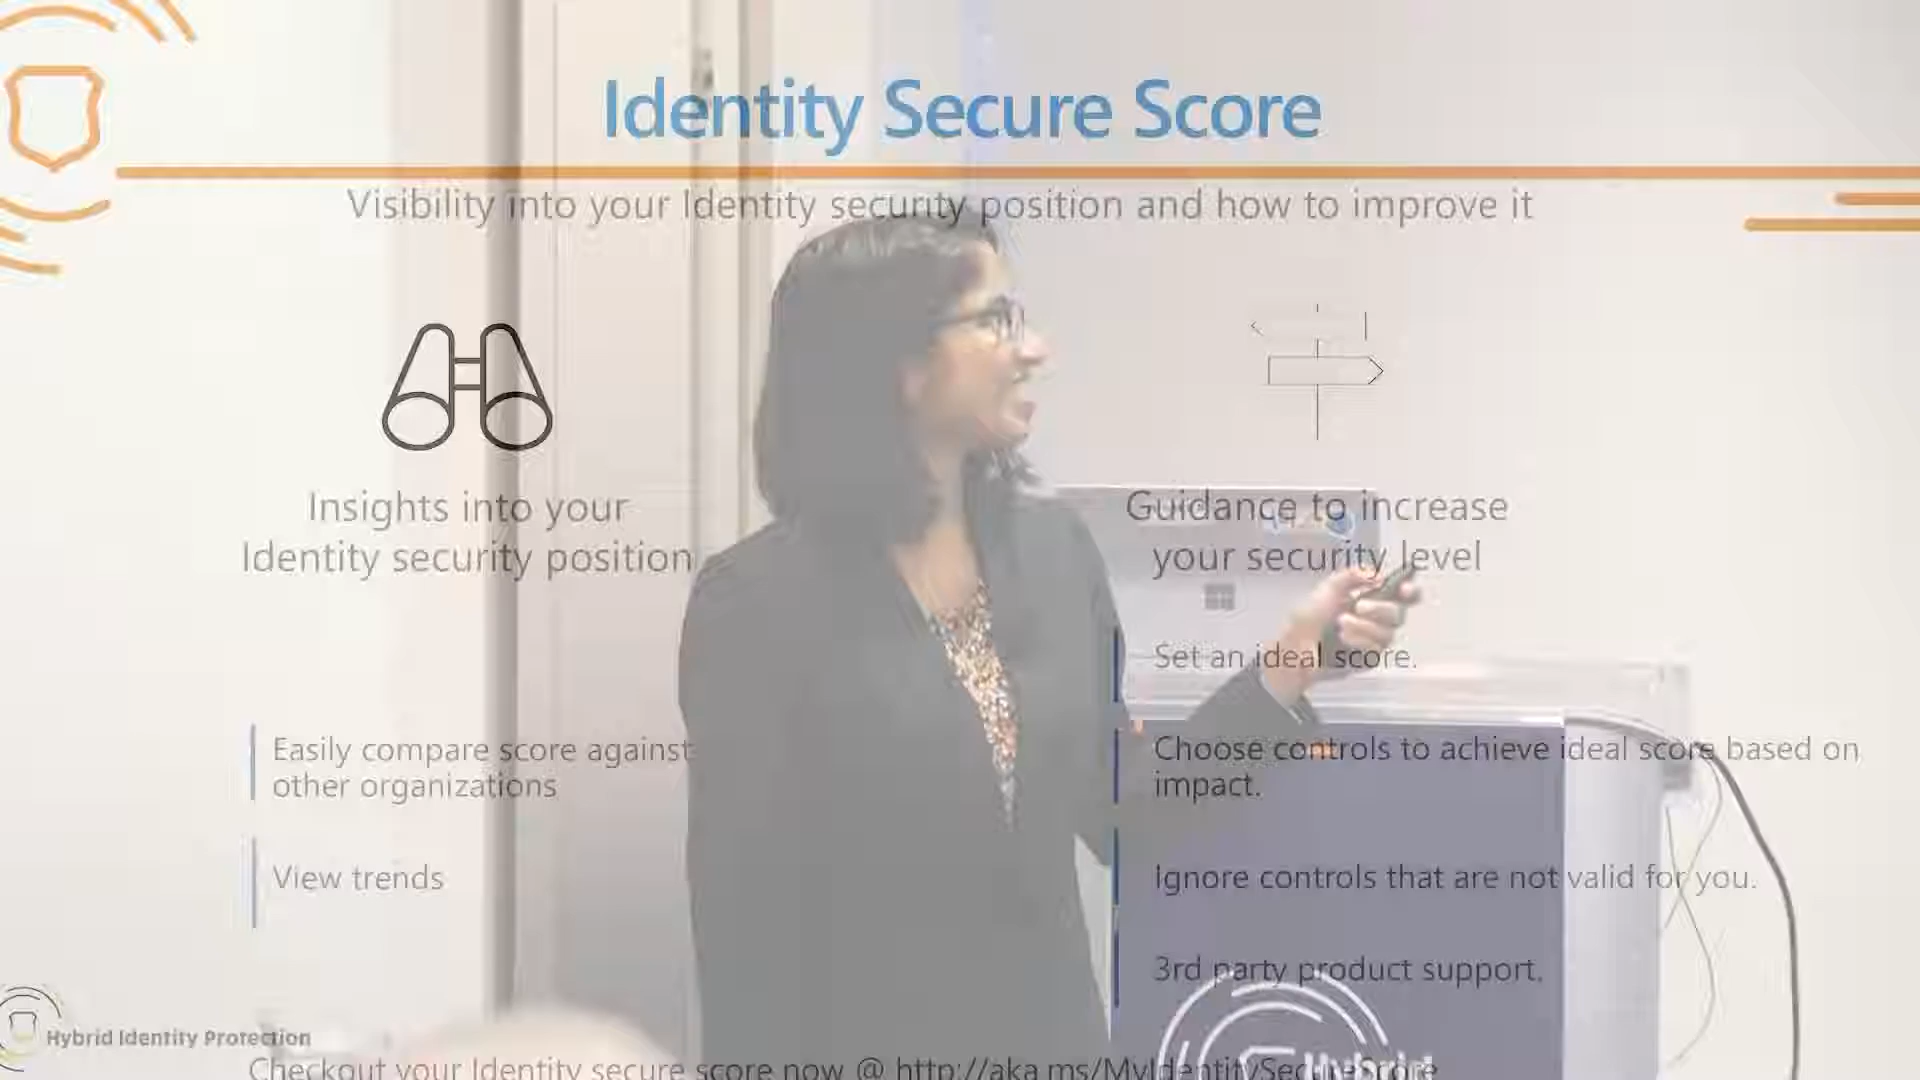 Identity Secure Score
Visibility into your Identity security position and how to improve it
Insights into your
Identity security position
Easily compare score against
other organizations
View trends
Guidance to increase
your security level
Set an ideal score.
Choose controls to achieve ideal score based on
impact.
Ignore controls that are not valid for you.
3rd party product support.
Hybrid Identity Protection
Hybrid
Checkout your Identity secure score now @ http://aka.ms/MyIdentitySecureScore